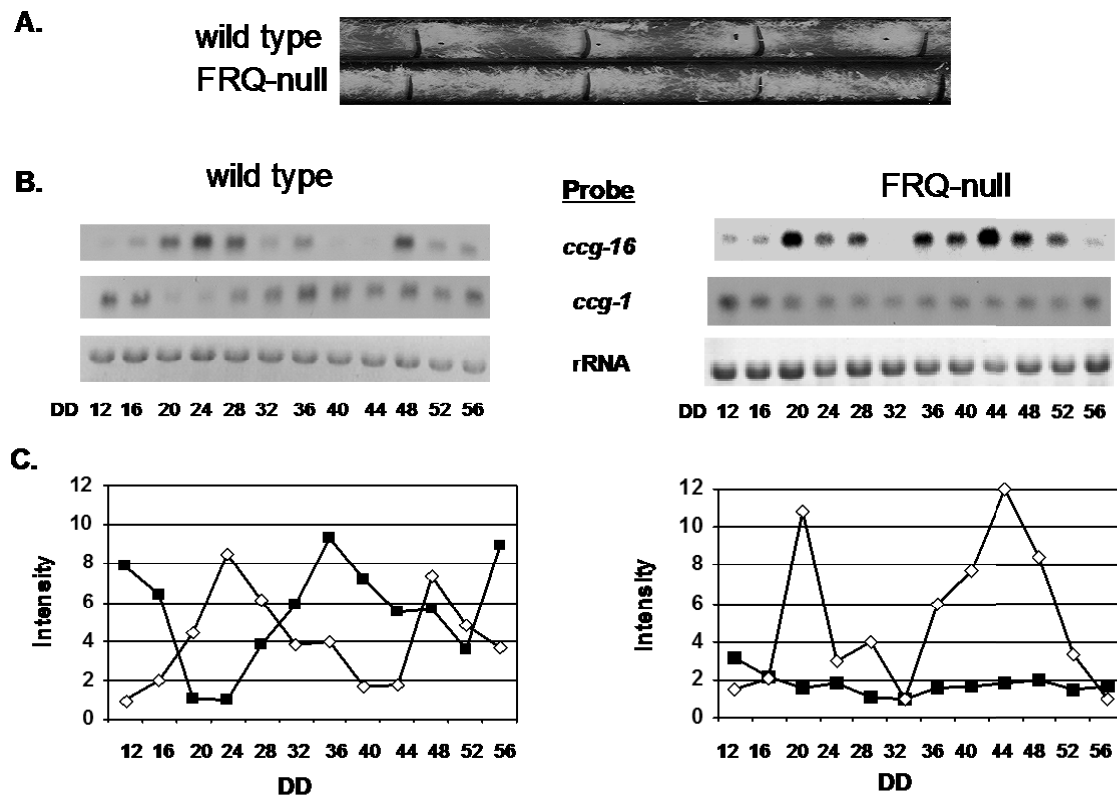 A.
wild type
FRQ-null
B.
wild type
Probe
FRQ-null
ccg-16
ccg-1
rRNA
DD 12 16 20 24 28 32 36 40 44 48 52 56
DD 12 16 20 24 28 32 36 40 44 48 52 56
C.
12
10
8
6
4
2
0
Intensity
12 16 20 24 28 32 36 40 44 48 52 56
DD
12
10
8
6
4
2
0
Intensity
12 16 20 24 28 32 36 40 44 48 52 56
DD